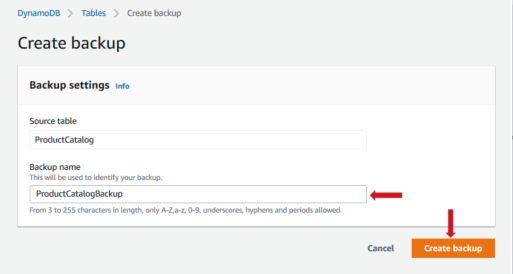 DynamoDB > Tables > Create backup
Create backup
Backup settings Info
Source table
ProductCatalog
Backup name
This will be used to identify your backup.
ProductCatalogBackup
From 3 to 255 characters in length, only A-Z,a-z, 0-9, underscores, hyphens and periods allowed.
Cancel Create backup